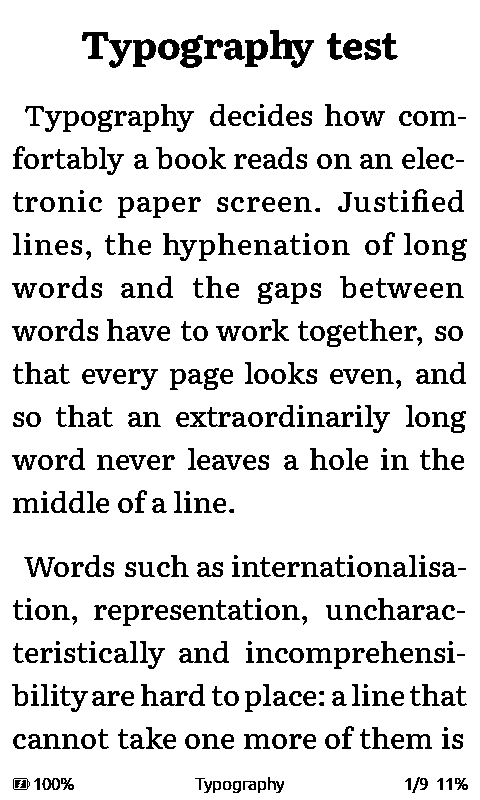 Typography test
Typography decides how com-
fortably a book reads on an elec-
tronic paper screen. Justified
lines, the hyphenation of long
words and the gaps between
words have to work together, so
that every page looks even, and
so that an extraordinarily long
word never leaves a hole in the
middle of a line.
Words such as internationalisa-
tion, representation, uncharac-
teristically and incomprehensi-
bility are hard to place: a line that
cannot take one more of them is
100% Typography 1/9 11%